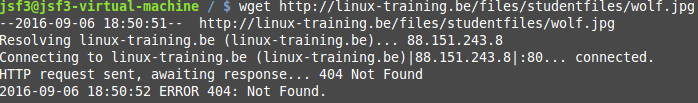 jsf3@jsf3-virtual-machine / $ wget http://linux-training.be/files/studentfiles/wolf.jpg
--2016-09-06 18:50:51--  http://linux-training.be/files/studentfiles/wolf.jpg
Resolving linux-training.be (linux-training.be)... 88.151.243.8
Connecting to linux-training.be (linux-training.be)|88.151.243.8|:80... connected.
HTTP request sent, awaiting response... 404 Not Found
2016-09-06 18:50:52 ERROR 404: Not Found.